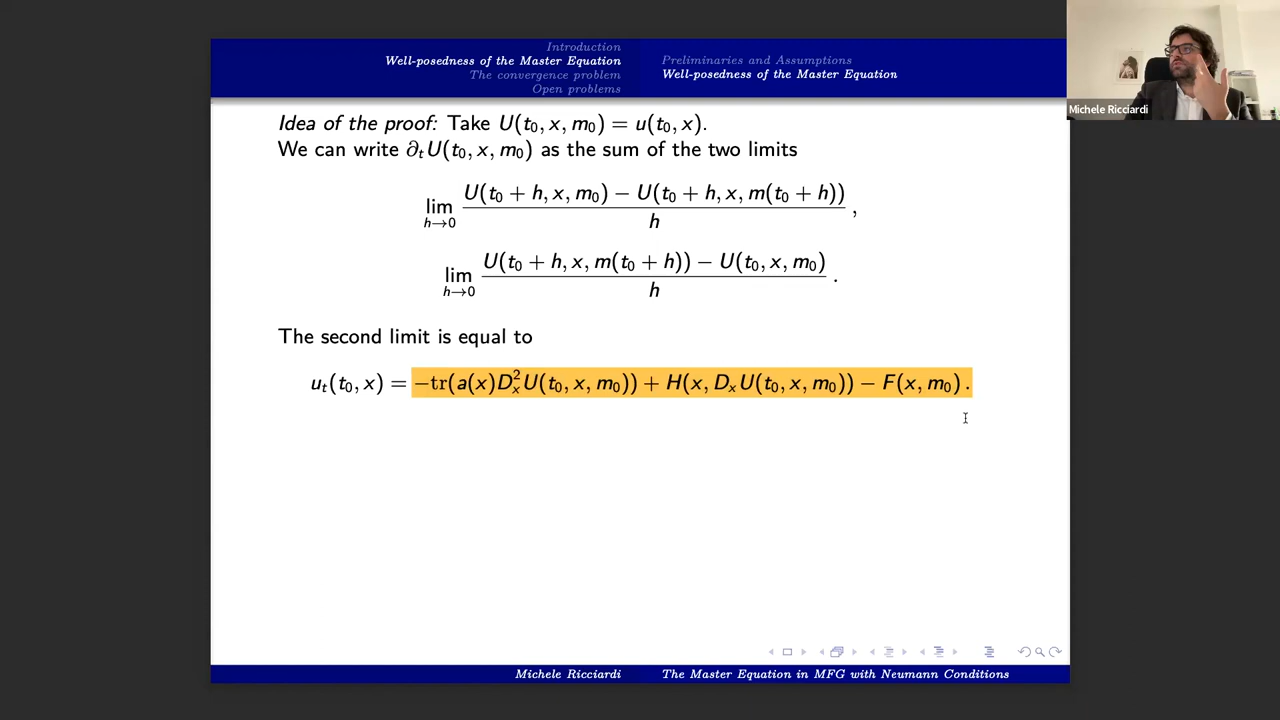 Introduction
Well-posedness of the Master Equation
The convergence problem
Open problems
Preliminaries and Assumptions
Well-posedness of the Master Equation
Michele Ricciardi
Idea of the proof: Take U(t₀, x, m₀) = u(t₀, x).
We can write ∂ₜU(t₀, x, m₀) as the sum of the two limits
lim_{h→0} (U(t₀ + h, x, m₀) − U(t₀ + h, x, m(t₀ + h))) / h ,
lim_{h→0} (U(t₀ + h, x, m(t₀ + h)) − U(t₀, x, m₀)) / h .
The second limit is equal to
uₜ(t₀, x) = −tr(a(x)D²ₓU(t₀, x, m₀)) + H(x, DₓU(t₀, x, m₀)) − F(x, m₀) .
Michele Ricciardi
The Master Equation in MFG with Neumann Conditions